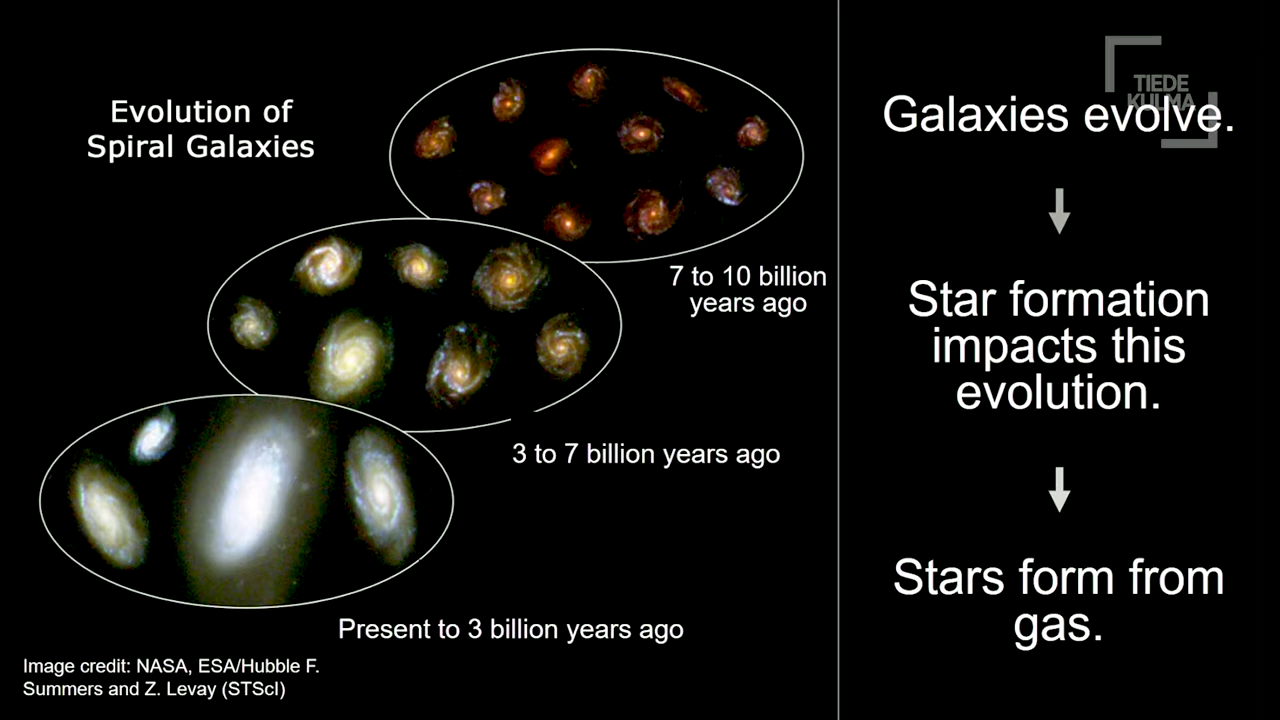 Evolution of
Spiral Galaxies
7 to 10 billion
years ago
3 to 7 billion years ago
Present to 3 billion years ago
Image credit: NASA, ESA/Hubble F.
Summers and Z. Levay (STScI)
TIEDE
KULMA
Galaxies evolve.
Star formation
impacts this
evolution.
Stars form from
gas.